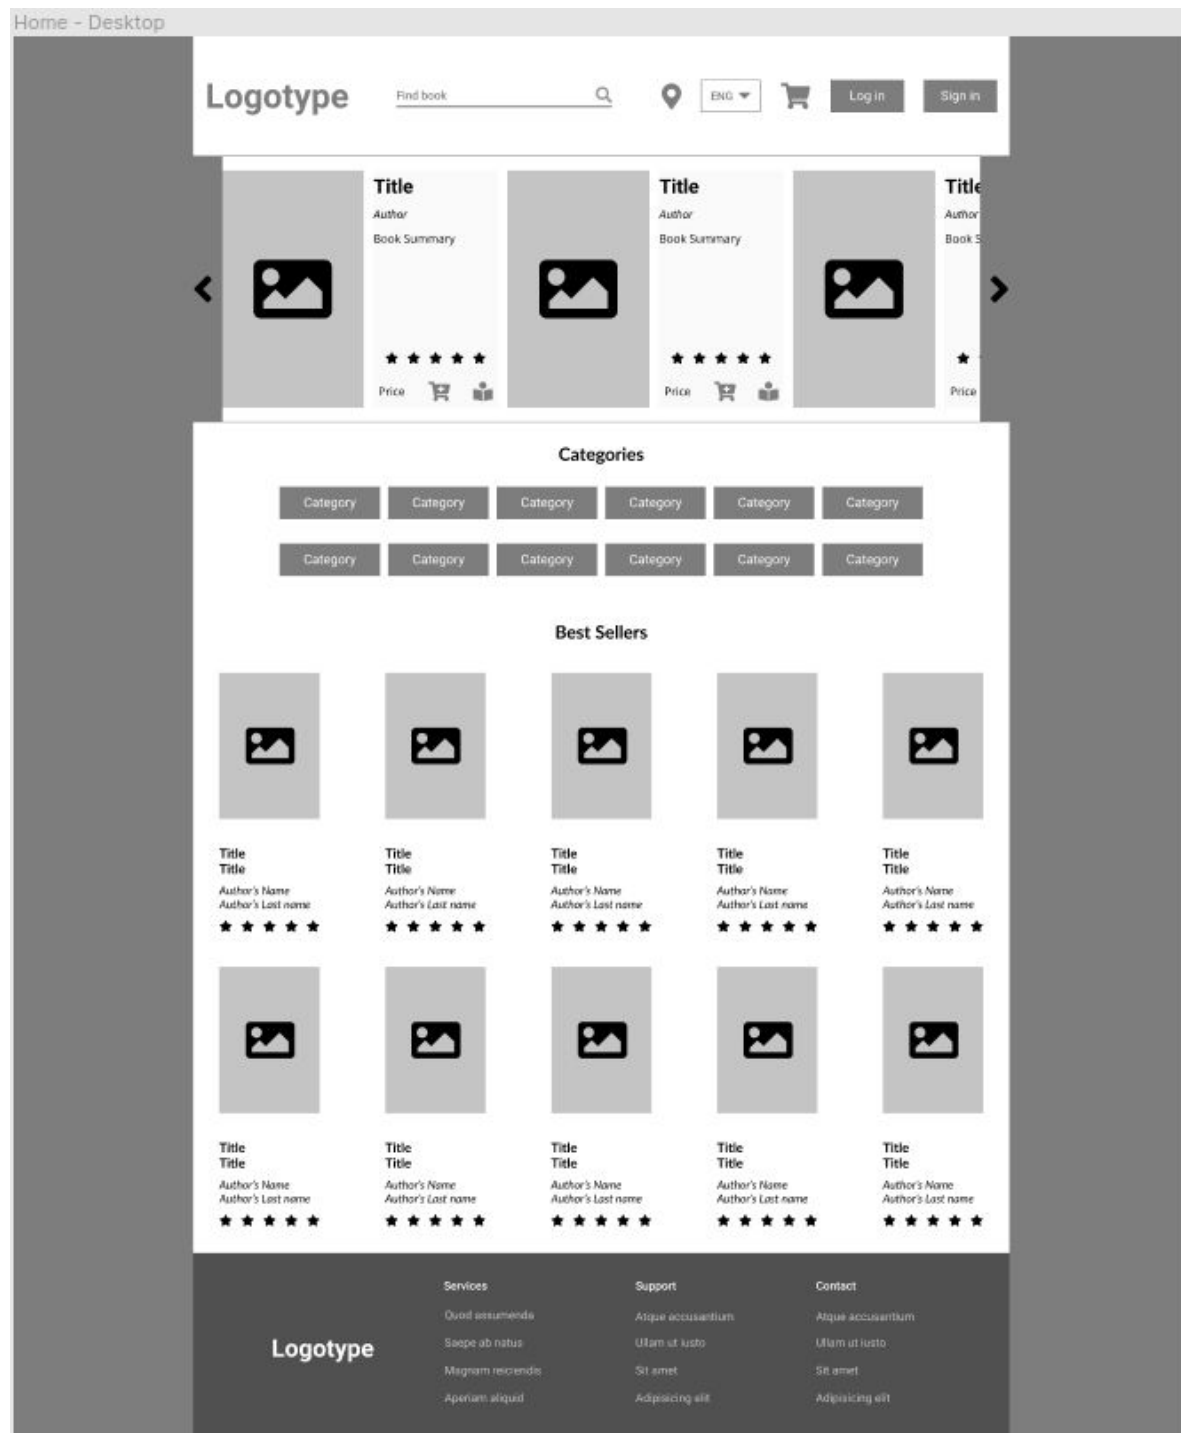 Home - Desktop
Logotype
Find book
ENG
Log in
Sign in
Title
Author
Book Summary
Price
Title
Author
Book Summary
Price
Title
Author
Book S
Price
Categories
Category Category Category Category Category Category
Category Category Category Category Category Category
Best Sellers
Title Title Title Title Title
Title Title Title Title Title
Author's Name Author's Name Author's Name Author's Name Author's Name
Author's Last name Author's Last name Author's Last name Author's Last name Author's Last name
Title Title Title Title Title
Title Title Title Title Title
Author's Name Author's Name Author's Name Author's Name Author's Name
Author's Last name Author's Last name Author's Last name Author's Last name Author's Last name
Logotype
Services
Quod assumenda
Saepe ab natus
Magnam reiciendis
Aperiam aliquid
Support
Atque accusantium
Ullam ut iusto
Sit amet
Adipisicing elit
Contact
Atque accusantium
Ullam ut iusto
Sit amet
Adipisicing elit